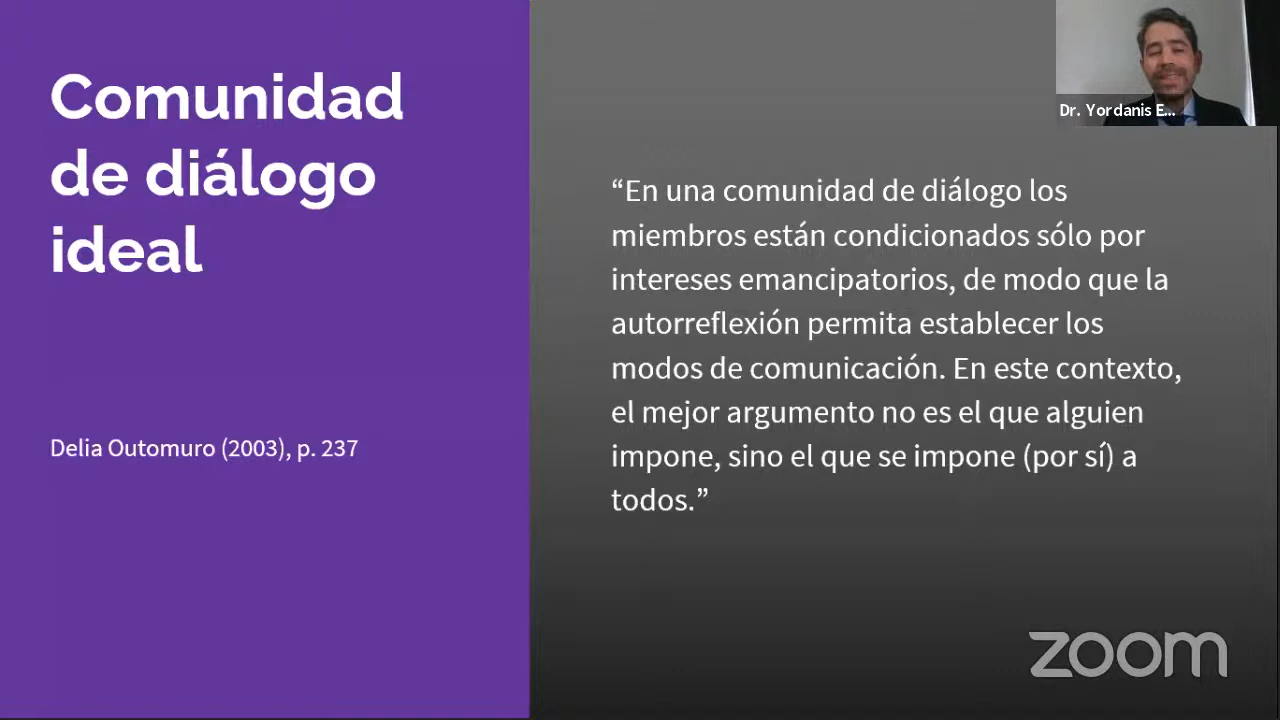 Comunidad
de diálogo
ideal
Delia Outomuro (2003), p. 237
Dr. Yordanis E...
“En una comunidad de diálogo los
miembros están condicionados sólo por
intereses emancipatorios, de modo que la
autorreflexión permita establecer los
modos de comunicación. En este contexto,
el mejor argumento no es el que alguien
impone, sino el que se impone (por sí) a
todos.”
zoom